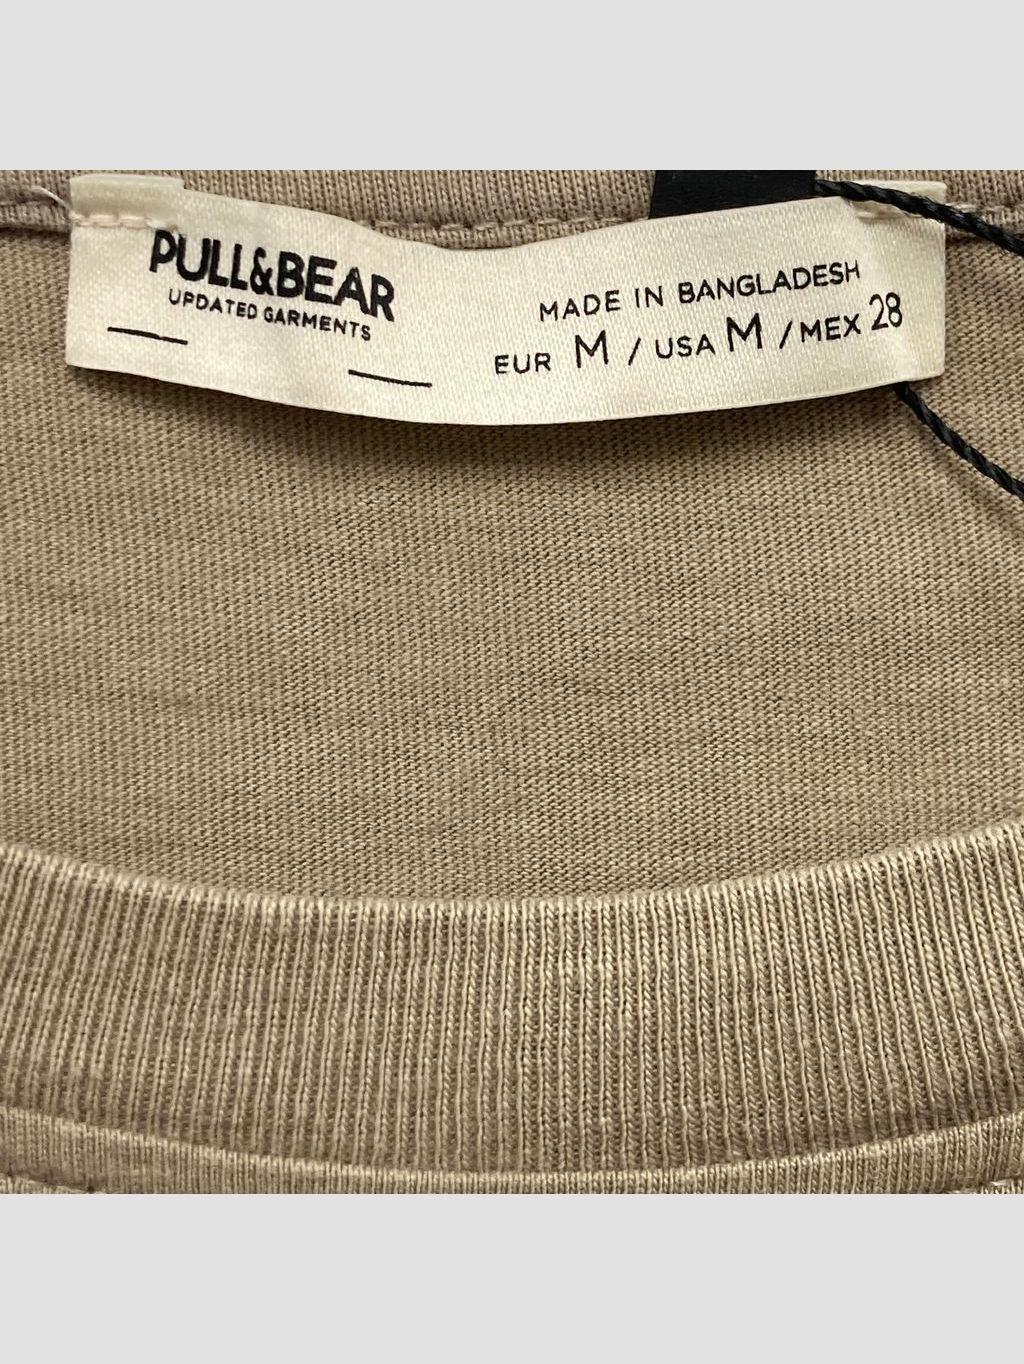 PULL&BEAR
UPDATED GARMENTS
MADE IN BANGLADESH
EUR M / USA M / MEX 28